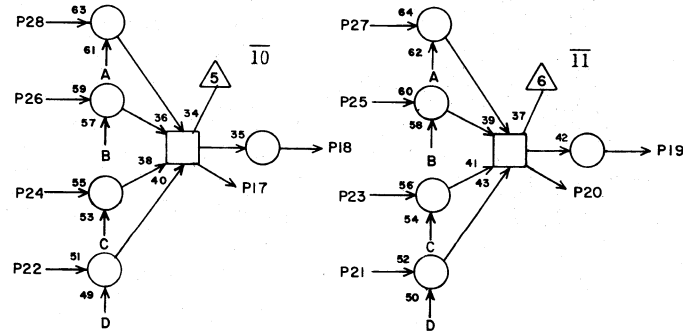 P28 63 64 P27
61 5 10 62 6 11
A A
P26 59 36 34 P25 60 39 37
57 35 P18 58 42 P19
B B
38 41
P24 55 40 P17 P23 56 43 P20
53 54
C C
P22 51 P21 52
49 50
D D